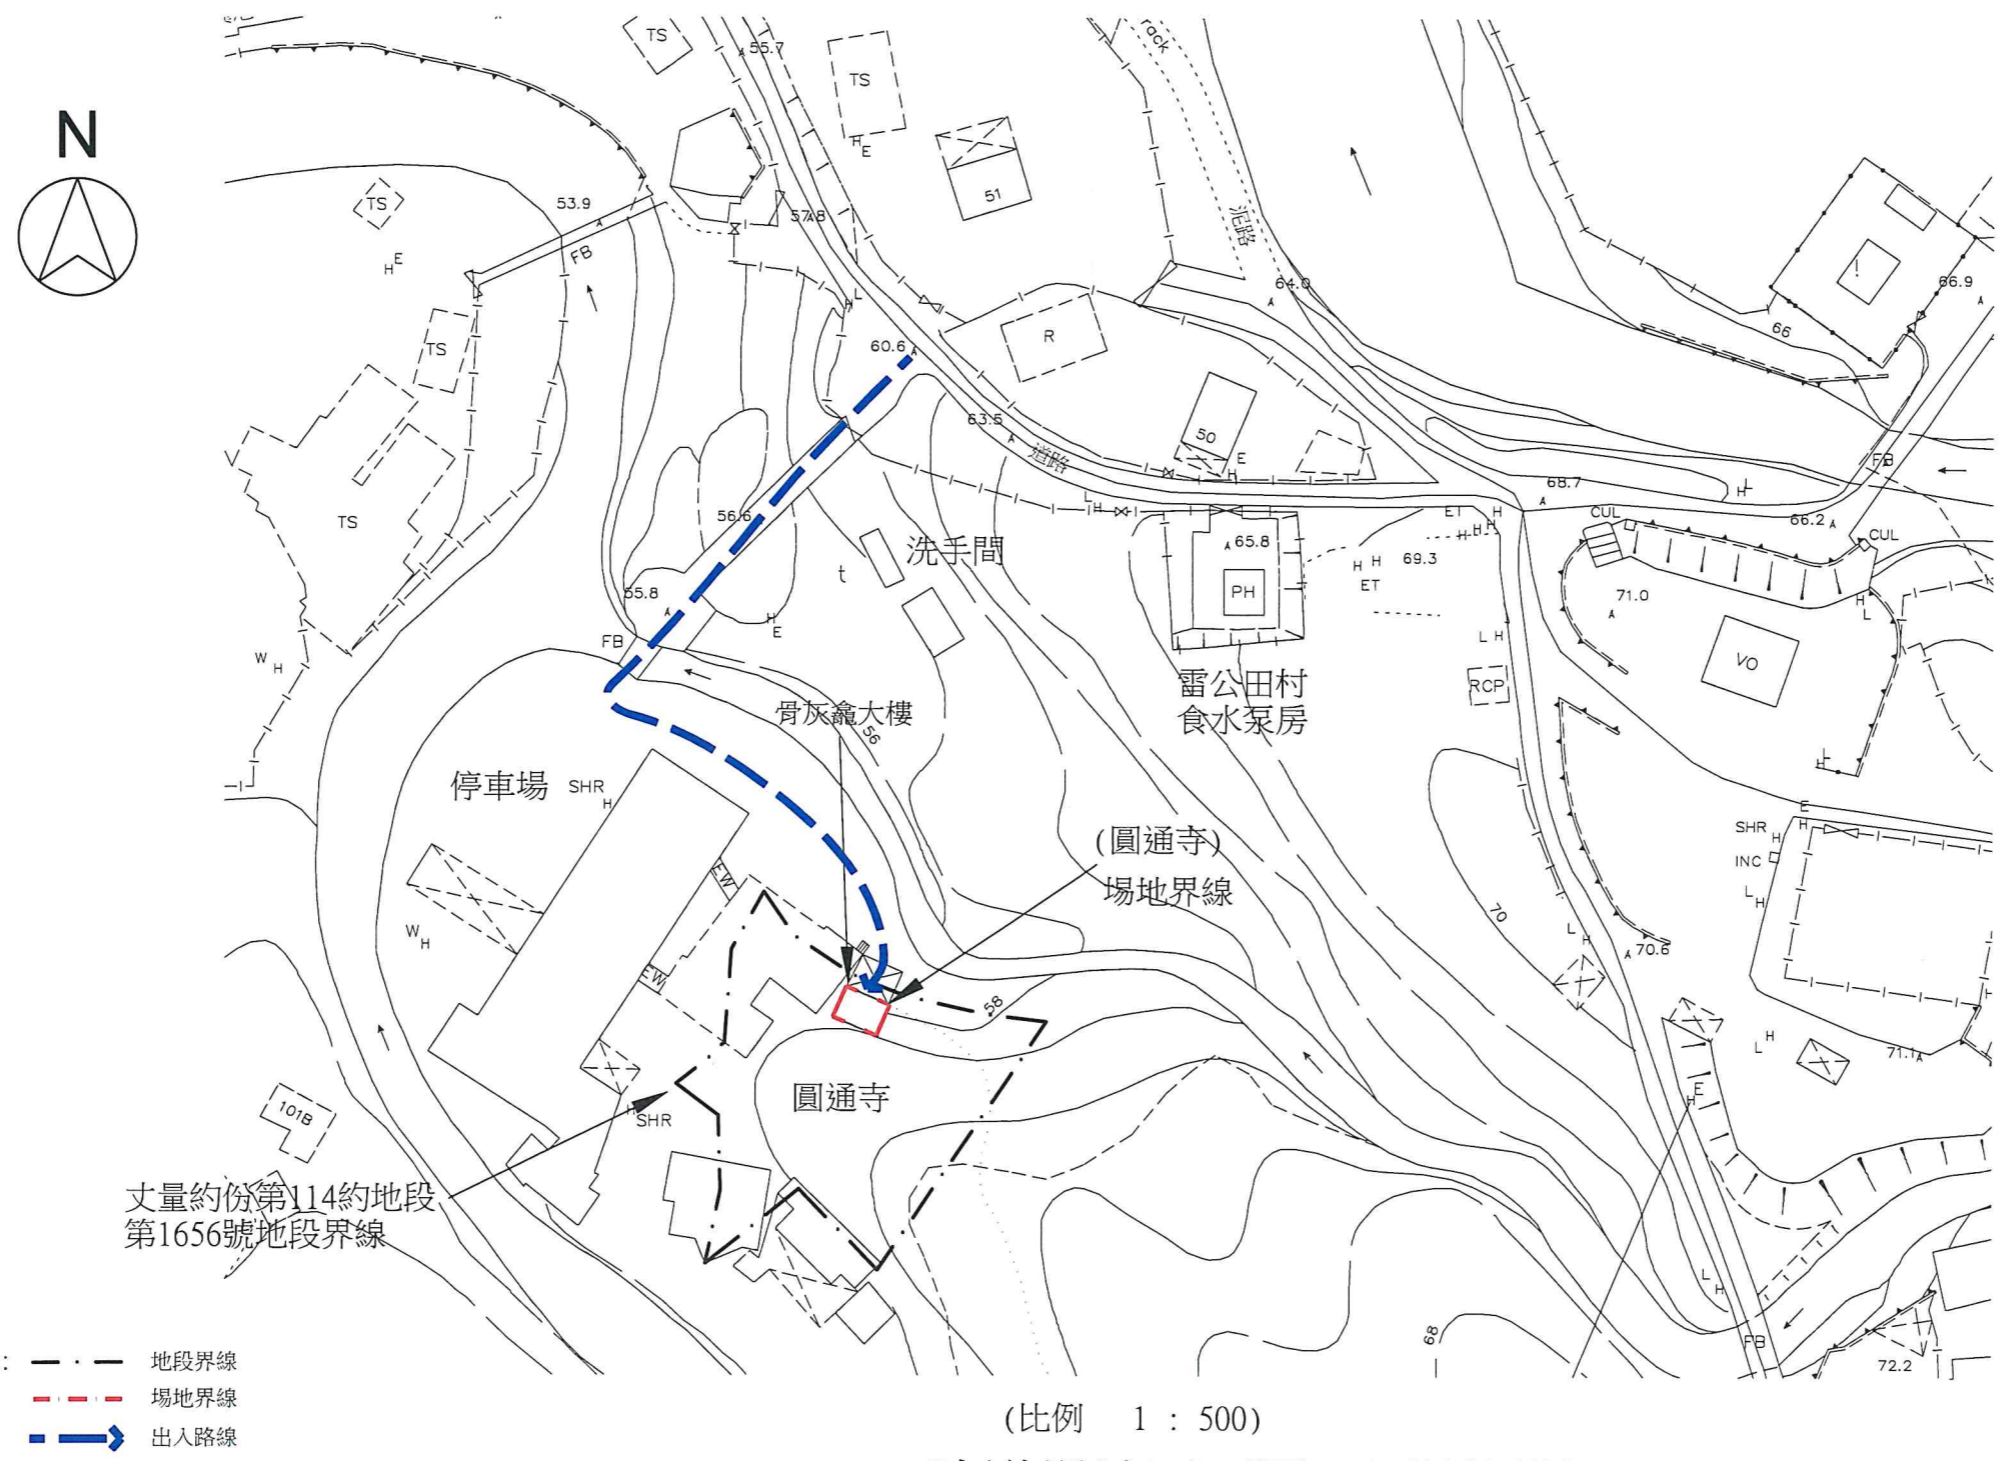 N
TS
55.7
TS
H E
51
57.8
TS
53.9
FB
H E
泥路
rack
64.0
66.9
66
TS
60.6
R
L
H
63.5
道路
50
E
H
TS
56.6
洗手間
t
55.8
FB
H E
W H
L H
65.8
PH
ET
H H H
69.3
H H
ET
68.7
H L
FB
66.2
CUL
CUL
71.0
H L
VO
L H
RCP
雷公田村
食水泵房
骨灰龕大樓
56
停車場
SHR
H
EW
EW
W H
(圓通寺)
場地界線
L H
E H
SHR H
INC
L H
70
L H
70.6
58
圓通寺
H
SHR
101B
丈量約份第114約地段
第1656號地段界線
L H
71.1
E H
L H
FB
72.2
68
: 地段界線
場地界線
出入路線
(比例 1 : 500)